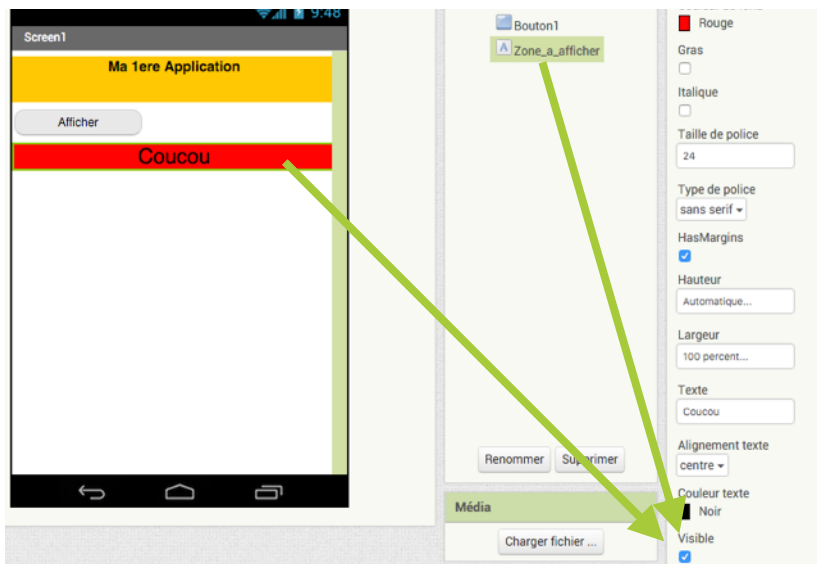 9:48
Screen1
Ma 1ere Application
Afficher
Coucou
Bouton1
Zone_a_afficher
Renommer Supprimer
Média
Charger fichier ...
Rouge
Gras
Italique
Taille de police
24
Type de police
sans serif
HasMargins
Hauteur
Automatique...
Largeur
100 percent...
Texte
Coucou
Alignement texte
centre
Couleur texte
Noir
Visible